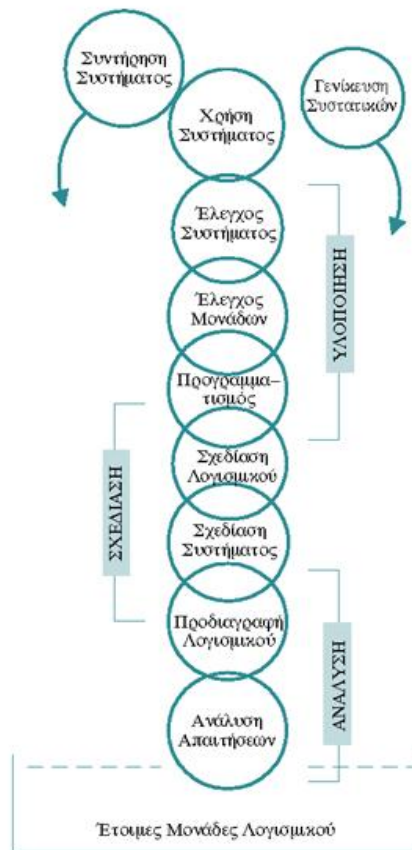 Συντήρηση
Συστήματος
Γενίκευση
Συστατικών
Χρήση
Συστήματος
Έλεγχος
Συστήματος
ΥΛΟΠΟΙΗΣΗ
Έλεγχος
Μονάδων
Προγραμμα–
τισμός
Σχεδίαση
Λογισμικού
ΣΧΕΔΙΑΣΗ
Σχεδίαση
Συστήματος
Προδιαγραφή
Λογισμικού
ΑΝΑΛΥΣΗ
Ανάλυση
Απαιτήσεων
Έτοιμες Μονάδες Λογισμικού